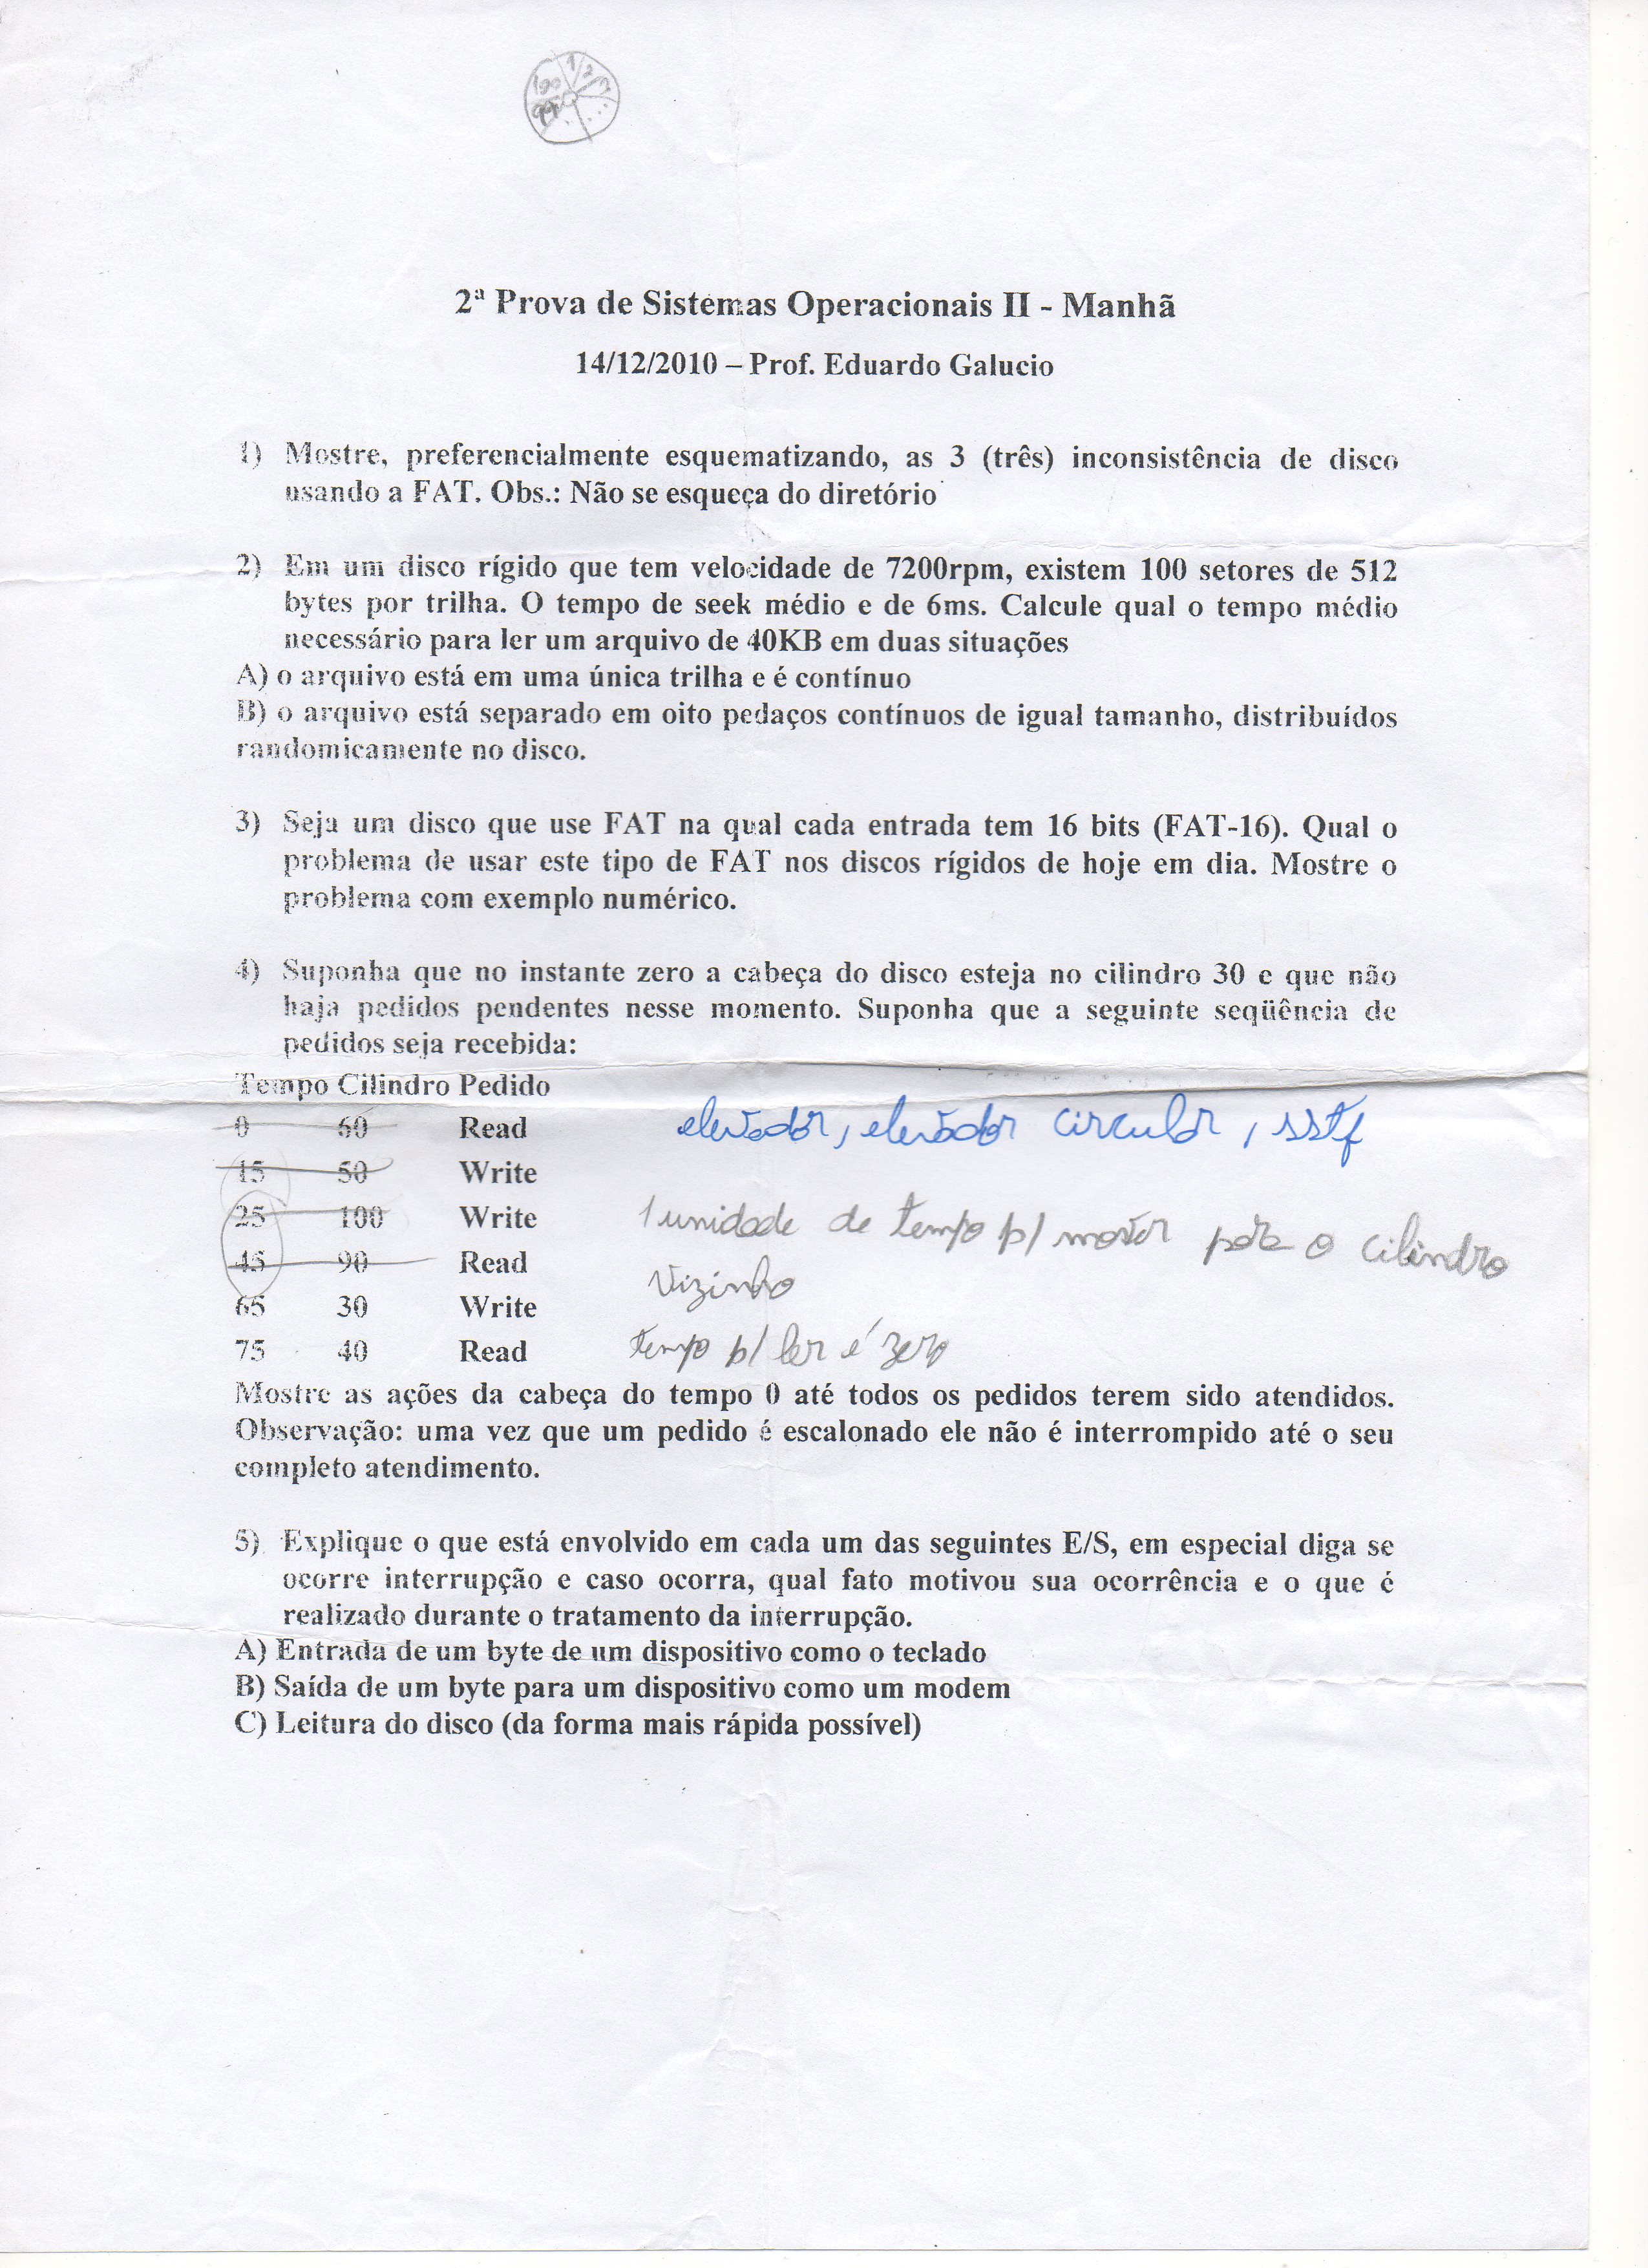 1 2 3
100
99
2ª Prova de Sistemas Operacionais II - Manhã
14/12/2010 – Prof. Eduardo Galucio
1) Mostre, preferencialmente esquematizando, as 3 (três) inconsistência de disco
usando a FAT. Obs.: Não se esqueça do diretório
2) Em um disco rígido que tem velocidade de 7200rpm, existem 100 setores de 512
bytes por trilha. O tempo de seek médio e de 6ms. Calcule qual o tempo médio
necessário para ler um arquivo de 40KB em duas situações
A) o arquivo está em uma única trilha e é contínuo
B) o arquivo está separado em oito pedaços contínuos de igual tamanho, distribuídos
randomicamente no disco.
3) Seja um disco que use FAT na qual cada entrada tem 16 bits (FAT-16). Qual o
problema de usar este tipo de FAT nos discos rígidos de hoje em dia. Mostre o
problema com exemplo numérico.
4) Suponha que no instante zero a cabeça do disco esteja no cilindro 30 e que não
haja pedidos pendentes nesse momento. Suponha que a seguinte seqüência de
pedidos seja recebida:
Tempo Cilindro Pedido
0 60 Read elevador, elevador circular, sstf
15 50 Write
25 100 Write 1 unidade de tempo p/ mover para o cilindro
45 90 Read vizinho
65 30 Write
75 40 Read tempo p/ ler é zero
Mostre as ações da cabeça do tempo 0 até todos os pedidos terem sido atendidos.
Observação: uma vez que um pedido é escalonado ele não é interrompido até o seu
completo atendimento.
5) Explique o que está envolvido em cada um das seguintes E/S, em especial diga se
ocorre interrupção e caso ocorra, qual fato motivou sua ocorrência e o que é
realizado durante o tratamento da interrupção.
A) Entrada de um byte de um dispositivo como o teclado
B) Saída de um byte para um dispositivo como um modem
C) Leitura do disco (da forma mais rápida possível)